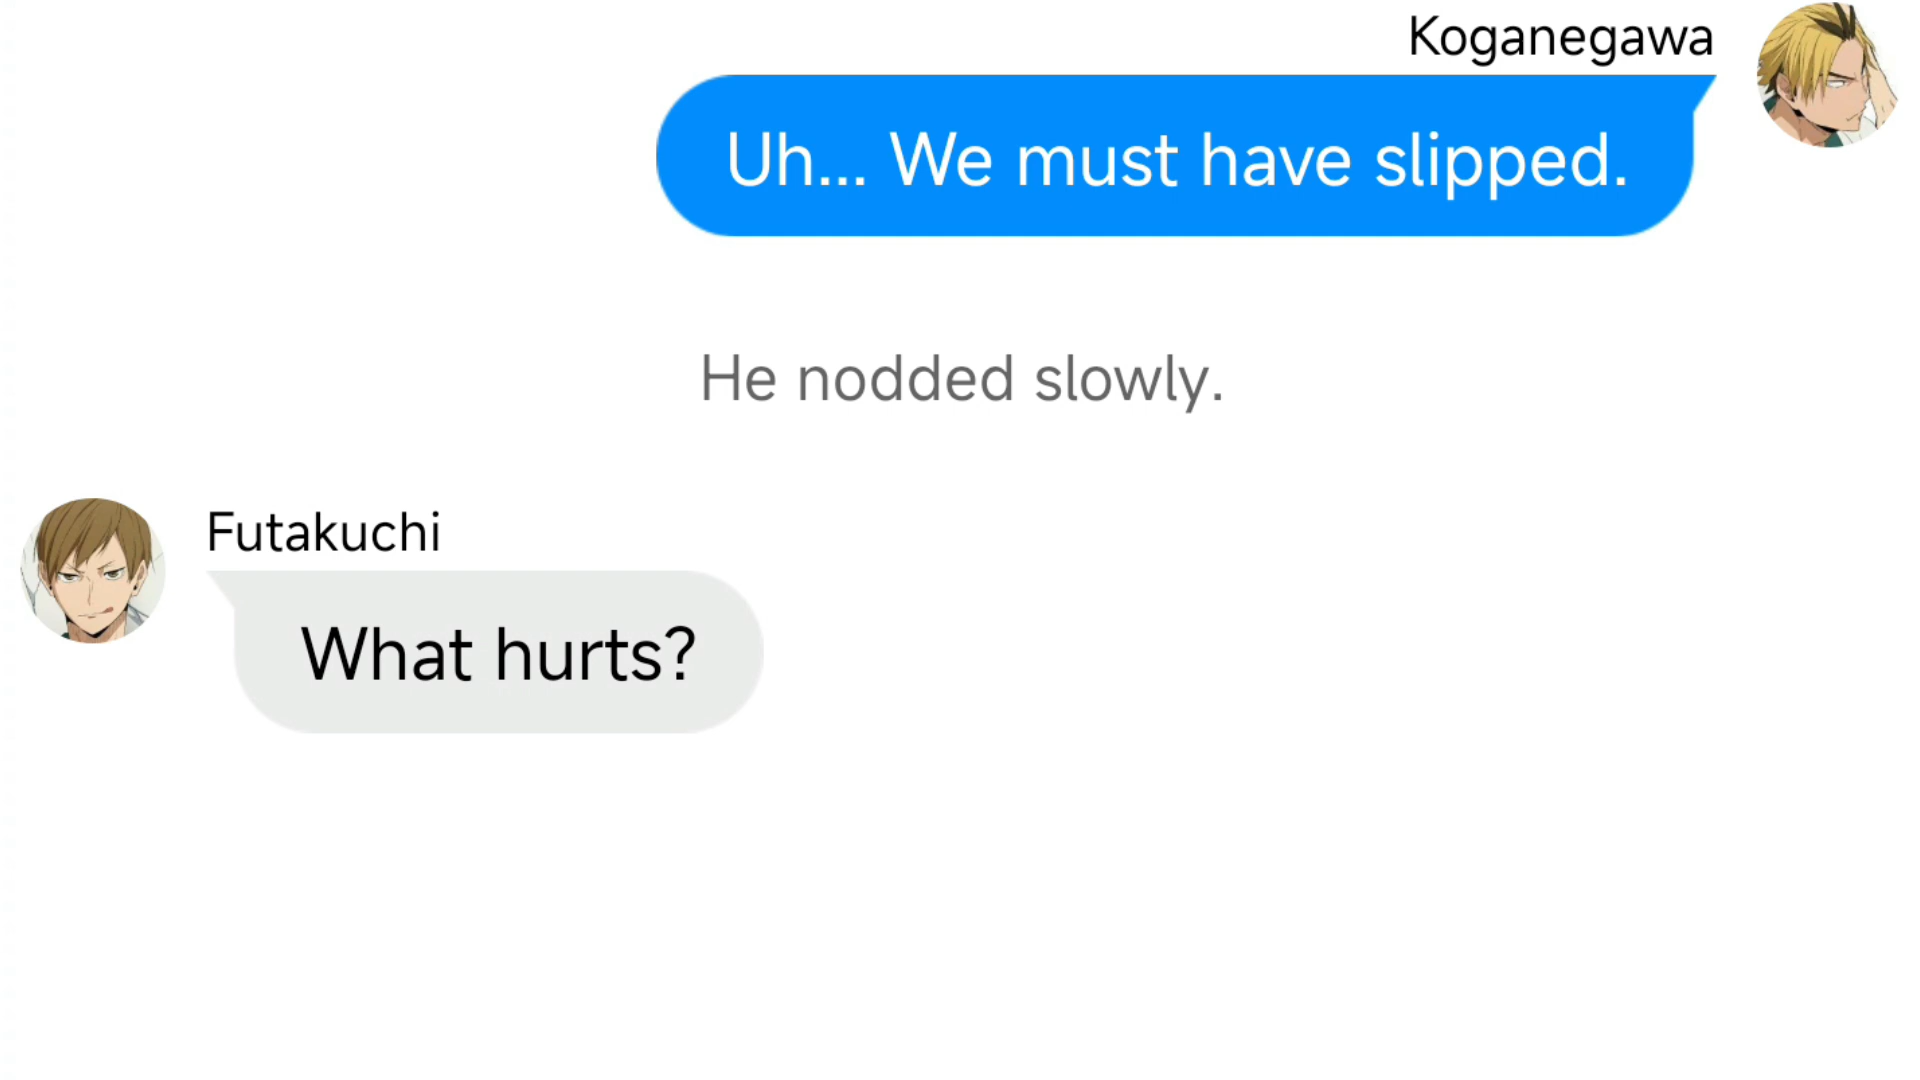 Koganegawa
Uh... We must have slipped.
He nodded slowly.
Futakuchi
What hurts?